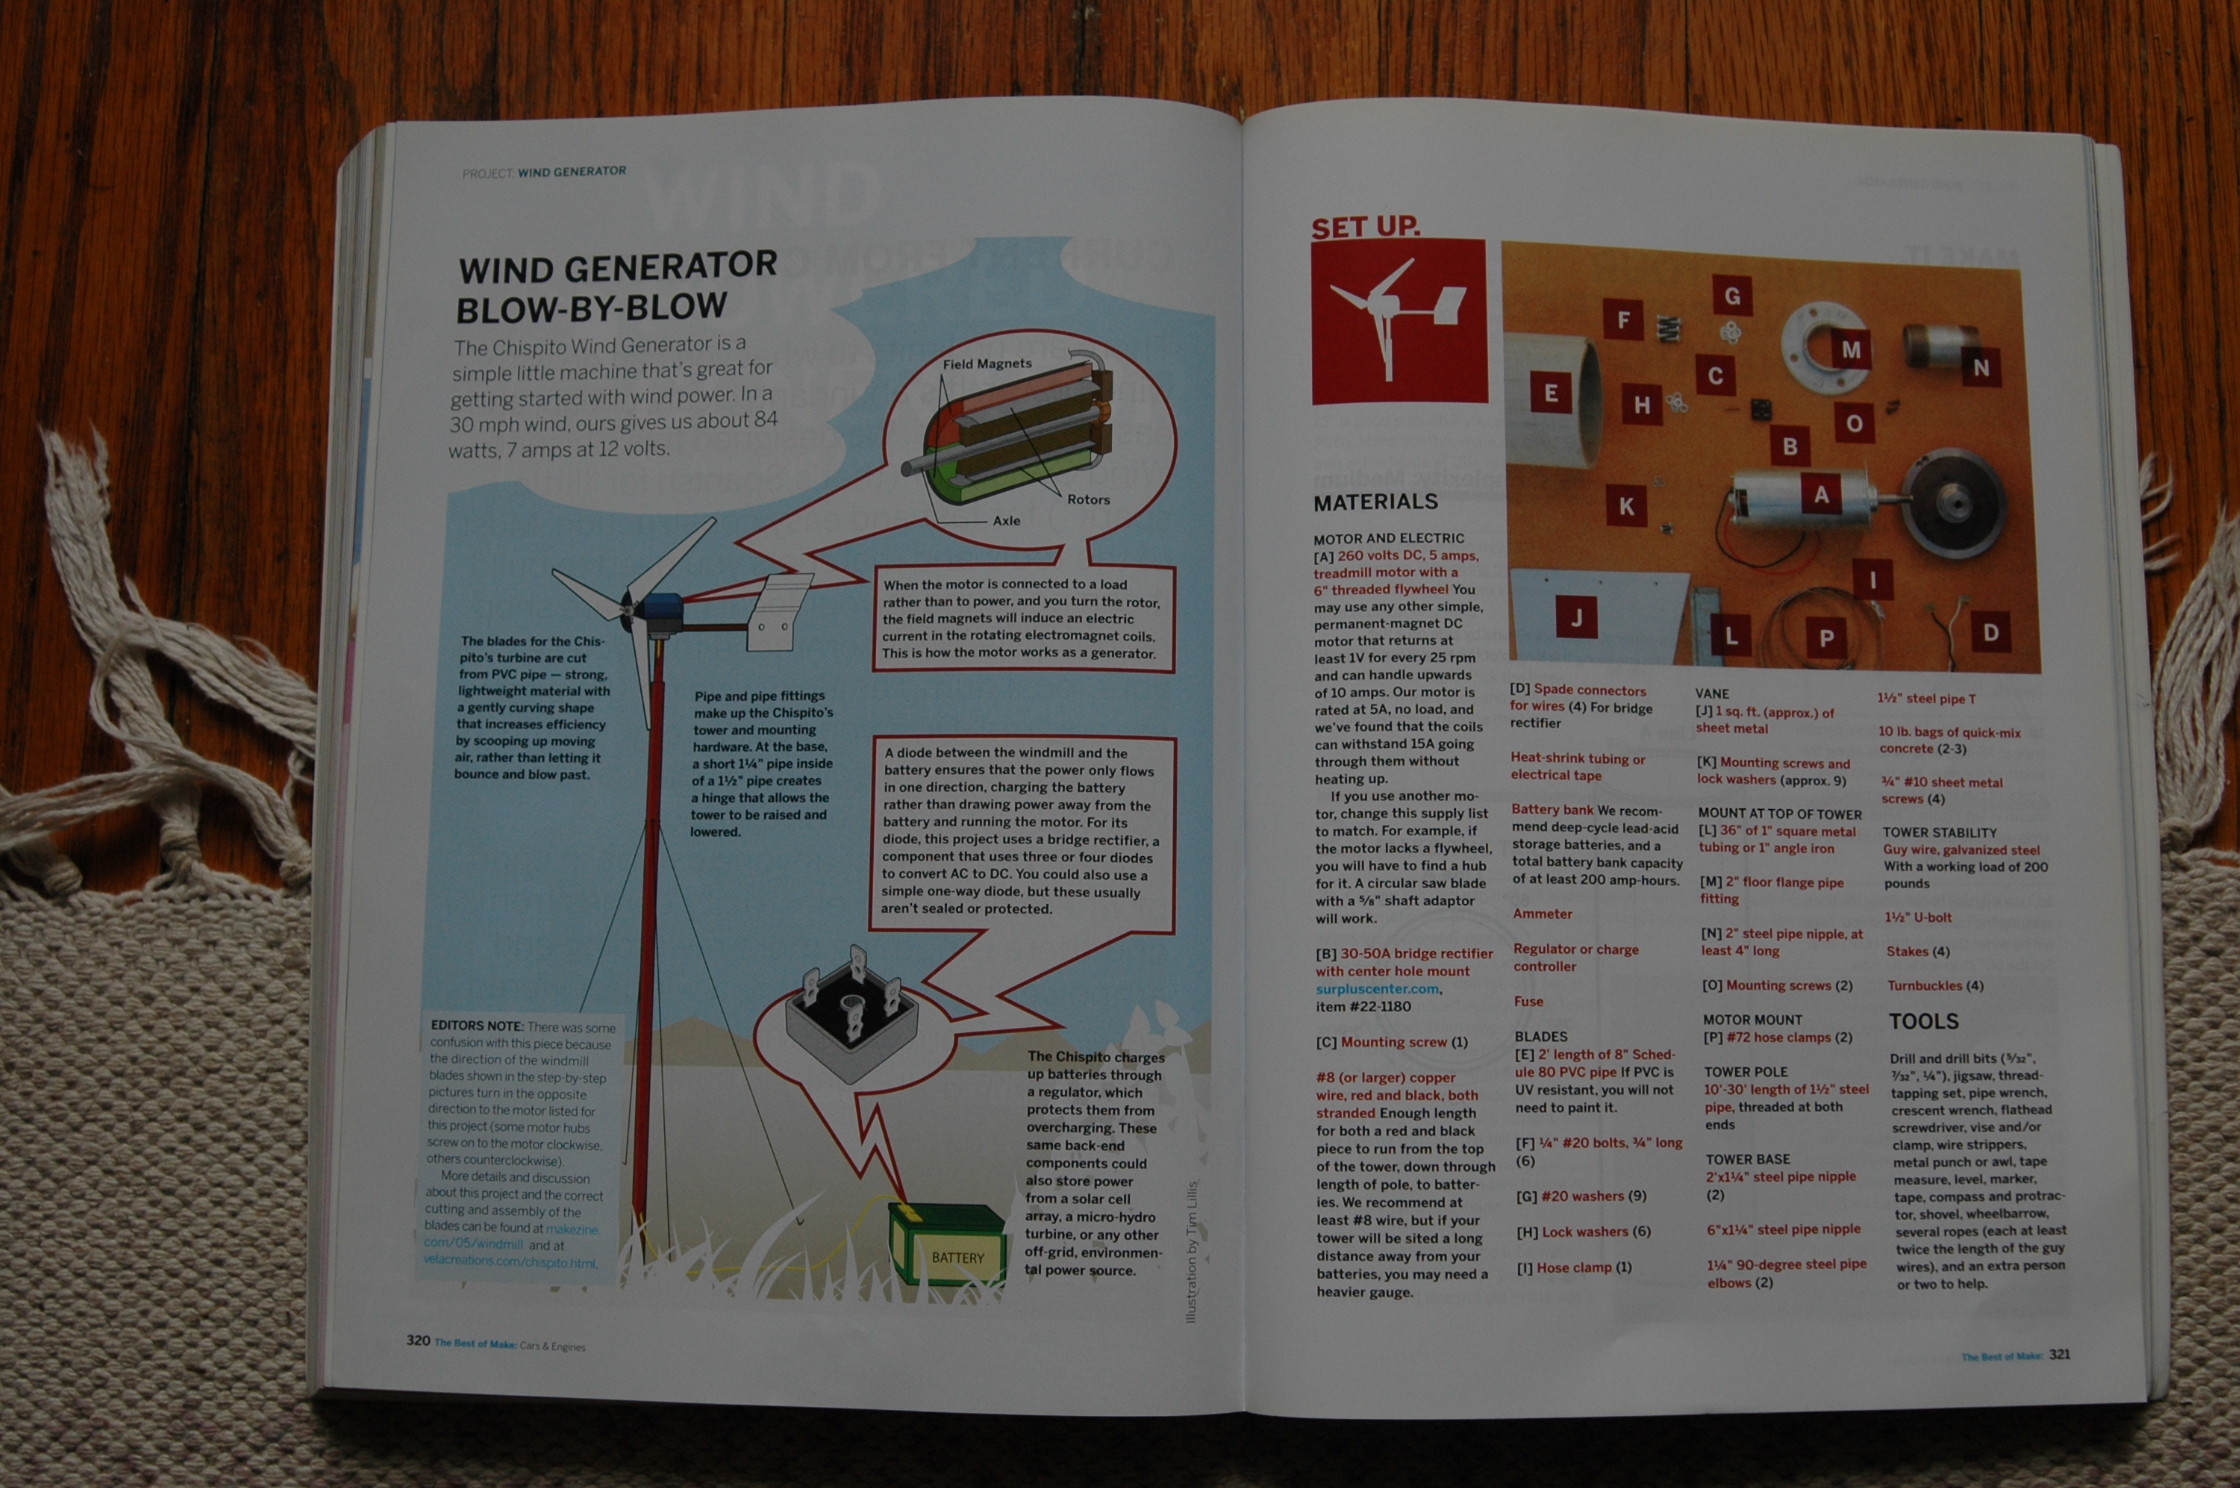 PROJECT: WIND GENERATOR
WIND GENERATOR
BLOW-BY-BLOW
The Chispito Wind Generator is a
simple little machine that's great for
getting started with wind power. In a
30 mph wind, ours gives us about 84
watts, 7 amps at 12 volts.
Field Magnets
Rotors
Axle
When the motor is connected to a load
rather than to power, and you turn the rotor,
the field magnets will induce an electric
current in the rotating electromagnet coils.
This is how the motor works as a generator.
The blades for the Chis-
pito's turbine are cut
from PVC pipe — strong,
lightweight material with
a gently curving shape
that increases efficiency
by scooping up moving
air, rather than letting it
bounce and blow past.
Pipe and pipe fittings
make up the Chispito's
tower and mounting
hardware. At the base,
a short 1¼" pipe inside
of a 1½" pipe creates
a hinge that allows the
tower to be raised and
lowered.
A diode between the windmill and the
battery ensures that the power only flows
in one direction, charging the battery
rather than drawing power away from the
battery and running the motor. For its
diode, this project uses a bridge rectifier, a
component that uses three or four diodes
to convert AC to DC. You could also use a
simple one-way diode, but these usually
aren't sealed or protected.
EDITORS NOTE: There was some
confusion with this piece because
the direction of the windmill
blades shown in the step-by-step
pictures turn in the opposite
direction to the motor listed for
this project (some motor hubs
screw on to the motor clockwise,
others counterclockwise).
More details and discussion
about this project and the correct
cutting and assembly of the
blades can be found at makezine.
com/05/windmill and at
velacreations.com/chispito.html.
The Chispito charges
up batteries through
a regulator, which
protects them from
overcharging. These
same back-end
components could
also store power
from a solar cell
array, a micro-hydro
turbine, or any other
off-grid, environmen-
tal power source.
BATTERY
Illustration by Tim Lillis
320 The Best of Make: Cars & Engines
SET UP.
G
F
C
H
E
K
J
M
N
B
O
A
I
L
P
D
MATERIALS
MOTOR AND ELECTRIC
[A] 260 volts DC, 5 amps,
treadmill motor with a
6" threaded flywheel You
may use any other simple,
permanent-magnet DC
motor that returns at
least 1V for every 25 rpm
and can handle upwards
of 10 amps. Our motor is
rated at 5A, no load, and
we've found that the coils
can withstand 15A going
through them without
heating up.
If you use another mo-
tor, change this supply list
to match. For example, if
the motor lacks a flywheel,
you will have to find a hub
for it. A circular saw blade
with a ⅝" shaft adaptor
will work.
[B] 30-50A bridge rectifier
with center hole mount
surpluscenter.com,
item #22-1180
[C] Mounting screw (1)
#8 (or larger) copper
wire, red and black, both
stranded Enough length
for both a red and black
piece to run from the top
of the tower, down through
length of pole, to batter-
ies. We recommend at
least #8 wire, but if your
tower will be sited a long
distance away from your
batteries, you may need a
heavier gauge.
[D] Spade connectors
for wires (4) For bridge
rectifier
Heat-shrink tubing or
electrical tape
Battery bank We recom-
mend deep-cycle lead-acid
storage batteries, and a
total battery bank capacity
of at least 200 amp-hours.
Ammeter
Regulator or charge
controller
Fuse
BLADES
[E] 2' length of 8" Sched-
ule 80 PVC pipe If PVC is
UV resistant, you will not
need to paint it.
[F] ¼" #20 bolts, ¾" long
(6)
[G] #20 washers (9)
[H] Lock washers (6)
[I] Hose clamp (1)
VANE
[J] 1 sq. ft. (approx.) of
sheet metal
[K] Mounting screws and
lock washers (approx. 9)
MOUNT AT TOP OF TOWER
[L] 36" of 1" square metal
tubing or 1" angle iron
[M] 2" floor flange pipe
fitting
[N] 2" steel pipe nipple, at
least 4" long
[O] Mounting screws (2)
MOTOR MOUNT
[P] #72 hose clamps (2)
TOWER POLE
10'-30' length of 1½" steel
pipe, threaded at both
ends
TOWER BASE
2'x1¼" steel pipe nipple
(2)
6"x1¼" steel pipe nipple
1¼" 90-degree steel pipe
elbows (2)
1½" steel pipe T
10 lb. bags of quick-mix
concrete (2-3)
¾" #10 sheet metal
screws (4)
TOWER STABILITY
Guy wire, galvanized steel
With a working load of 200
pounds
1½" U-bolt
Stakes (4)
Turnbuckles (4)
TOOLS
Drill and drill bits (5/32",
7/32", ¼"), jigsaw, thread-
tapping set, pipe wrench,
crescent wrench, flathead
screwdriver, vise and/or
clamp, wire strippers,
metal punch or awl, tape
measure, level, marker,
tape, compass and protrac-
tor, shovel, wheelbarrow,
several ropes (each at least
twice the length of the guy
wires), and an extra person
or two to help.
The Best of Make: 321